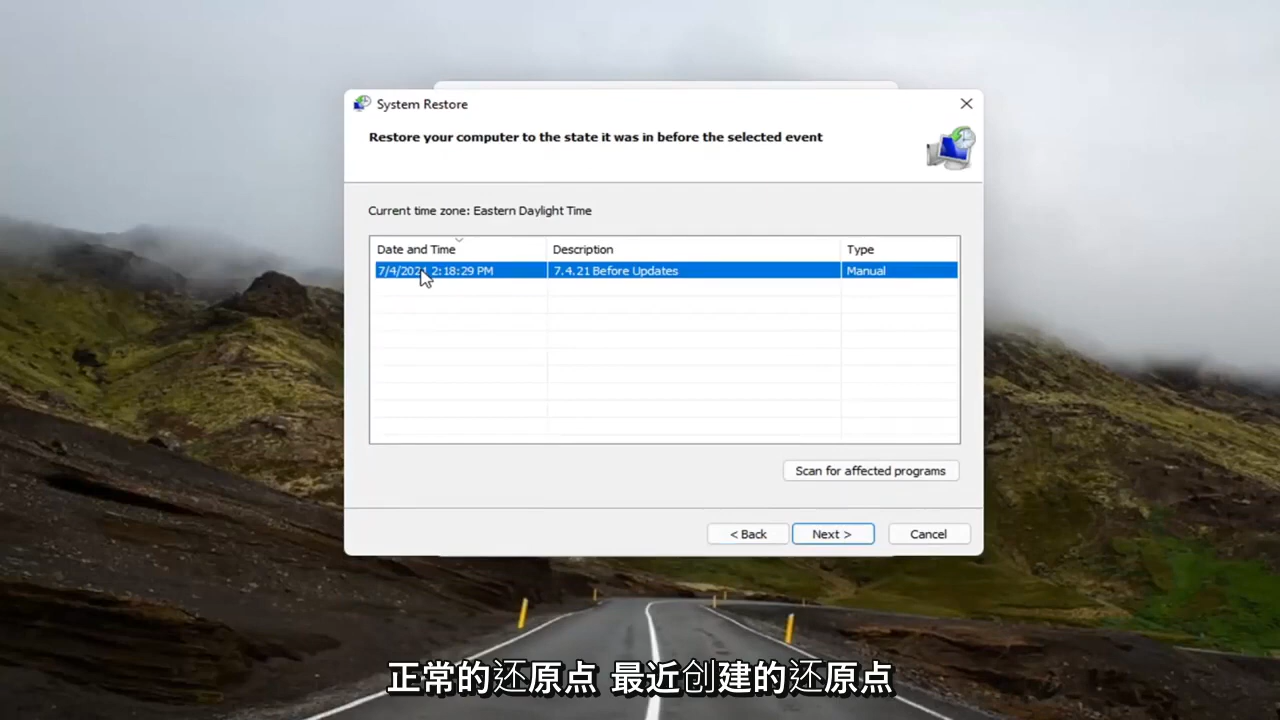 System Restore
Restore your computer to the state it was in before the selected event
Current time zone: Eastern Daylight Time
Date and Time Description Type
7/4/2021 2:18:29 PM 7.4.21 Before Updates Manual
Scan for affected programs
< Back Next > Cancel
正常的还原点 最近创建的还原点